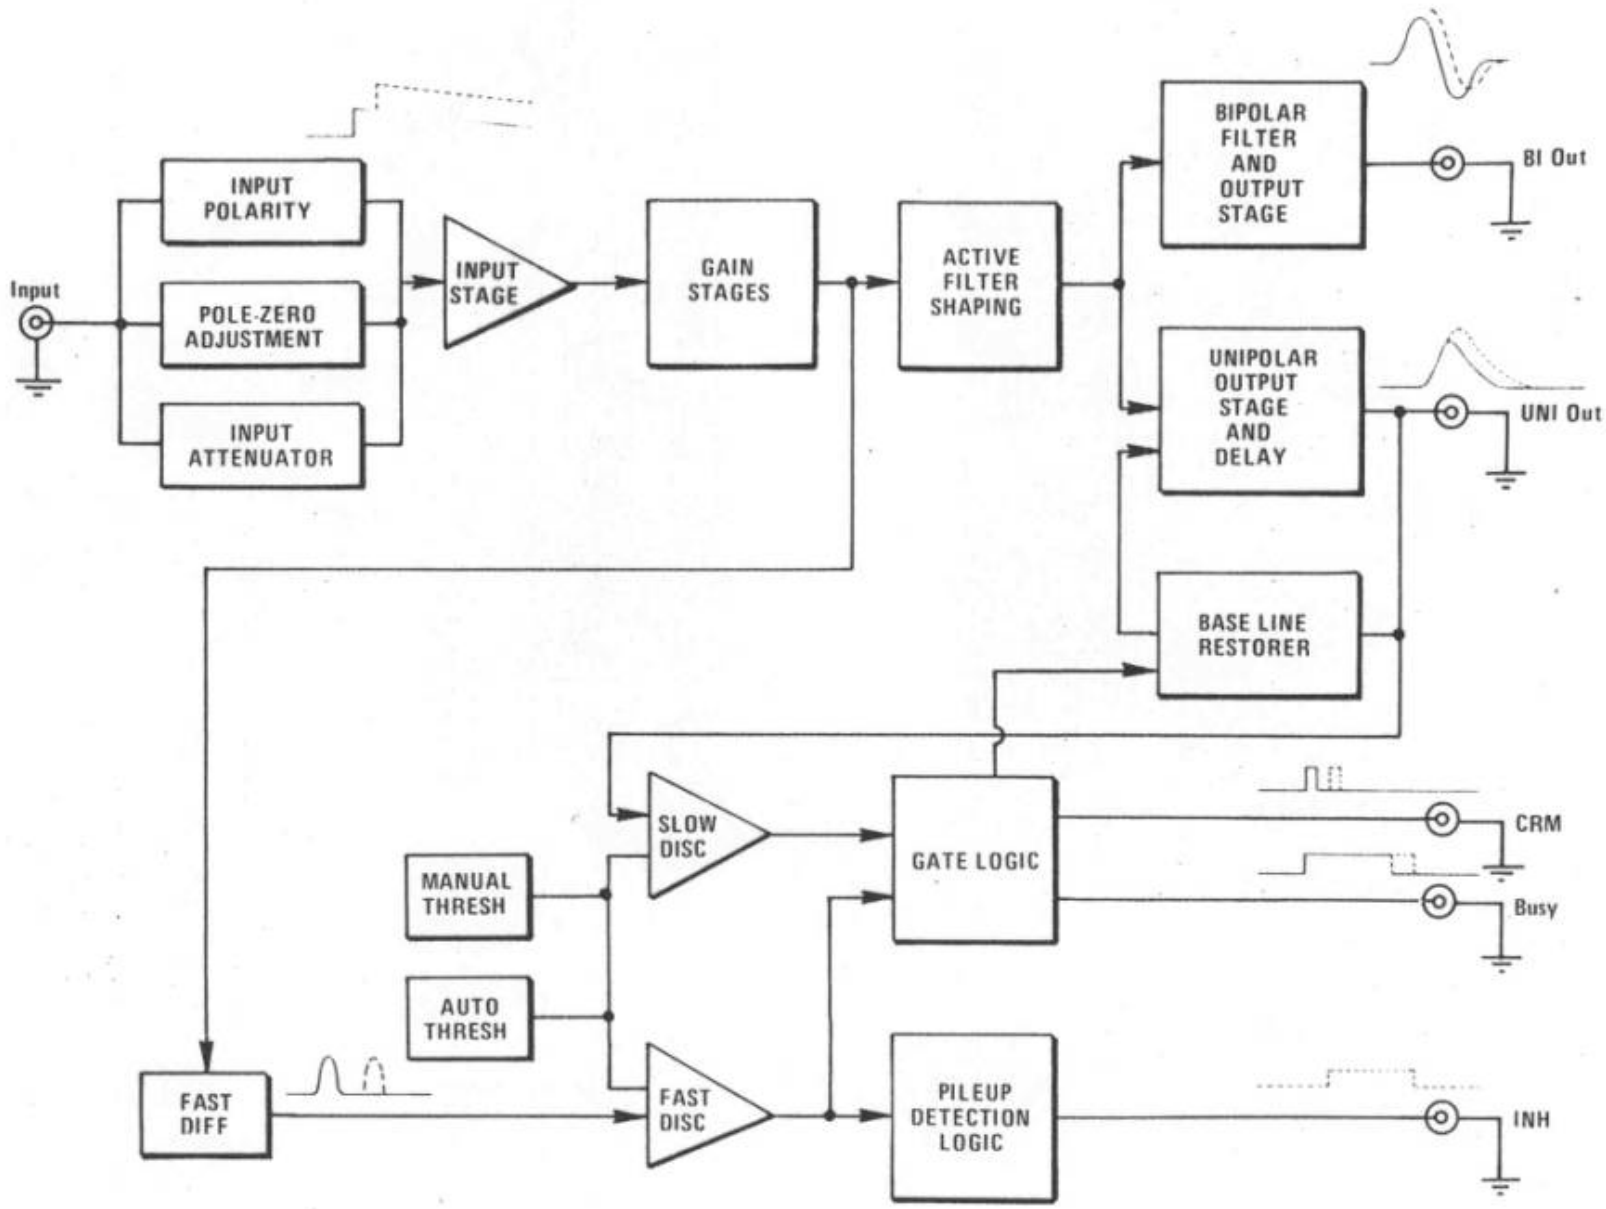 INPUT
POLARITY
Input
POLE-ZERO
ADJUSTMENT
INPUT
ATTENUATOR
INPUT
STAGE
GAIN
STAGES
ACTIVE
FILTER
SHAPING
BIPOLAR
FILTER
AND
OUTPUT
STAGE
BI Out
UNIPOLAR
OUTPUT
STAGE
AND
DELAY
UNI Out
BASE LINE
RESTORER
SLOW
DISC
MANUAL
THRESH
AUTO
THRESH
GATE LOGIC
CRM
Busy
FAST
DIFF
FAST
DISC
PILEUP
DETECTION
LOGIC
INH